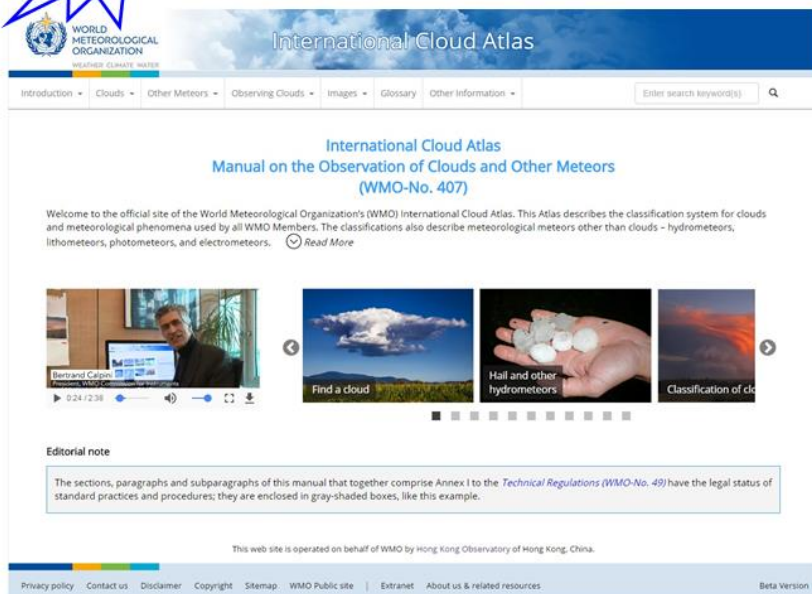 WORLD
METEOROLOGICAL
ORGANIZATION
WEATHER CLIMATE WATER
International Cloud Atlas
Introduction Clouds Other Meteors Observing Clouds Images Glossary Other Information Enter search keyword(s)
International Cloud Atlas
Manual on the Observation of Clouds and Other Meteors
(WMO-No. 407)
Welcome to the official site of the World Meteorological Organization's (WMO) International Cloud Atlas. This Atlas describes the classification system for clouds
and meteorological phenomena used by all WMO Members. The classifications also describe meteorological meteors other than clouds – hydrometeors,
lithometeors, photometeors, and electrometeors. Read More
Bertrand Calpini
President, WMO Commission for Instruments
0:24 / 2:38
Find a cloud
Hail and other
hydrometeors
Classification of clo
Editorial note
The sections, paragraphs and subparagraphs of this manual that together comprise Annex I to the Technical Regulations (WMO-No. 49) have the legal status of
standard practices and procedures; they are enclosed in gray-shaded boxes, like this example.
This web site is operated on behalf of WMO by Hong Kong Observatory of Hong Kong, China.
Privacy policy Contact us Disclaimer Copyright Sitemap WMO Public site | Extranet About us & related resources Beta Version